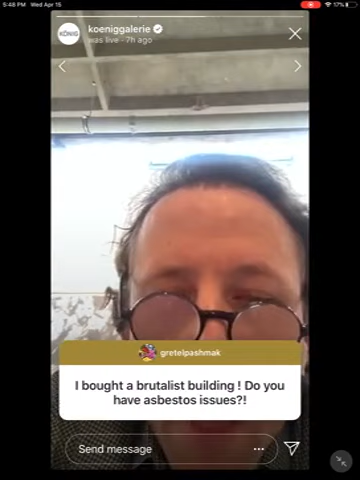 5:46 PM Wed Apr 15
17%
KÖNIG
koeniggalerie
was live · 7h ago
gretelpashmak
I bought a brutalist building ! Do you
have asbestos issues?!
Send message